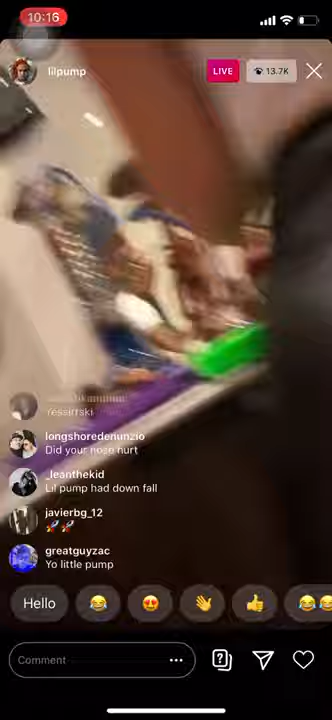 10:16
lilpump
LIVE
13.7K
Yessirrski
longshoredenunzio
Did your nose hurt
_leanthekid
Lil pump had down fall
javierbg_12
🚀🚀
greatguyzac
Yo little pump
Hello
Comment